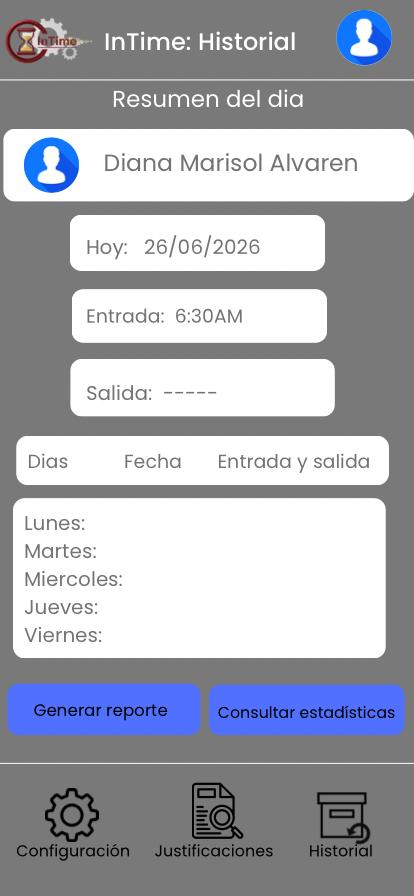 InTime
InTime: Historial
Resumen del dia
Diana Marisol Alvaren
Hoy: 26/06/2026
Entrada: 6:30AM
Salida: -----
Dias Fecha Entrada y salida
Lunes:
Martes:
Miercoles:
Jueves:
Viernes:
Generar reporte Consultar estadísticas
Configuración Justificaciones Historial